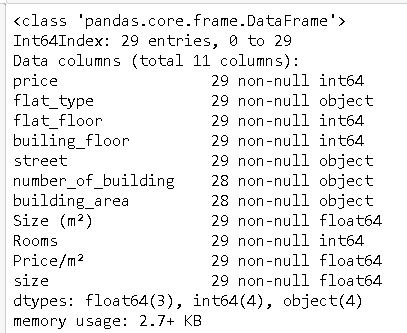 <class 'pandas.core.frame.DataFrame'>
Int64Index: 29 entries, 0 to 29
Data columns (total 11 columns):
price 29 non-null int64
flat_type 29 non-null object
flat_floor 29 non-null int64
builing_floor 29 non-null int64
street 29 non-null object
number_of_building 28 non-null object
building_area 28 non-null object
Size (m²) 29 non-null float64
Rooms 29 non-null int64
Price/m² 29 non-null float64
size 29 non-null float64
dtypes: float64(3), int64(4), object(4)
memory usage: 2.7+ KB